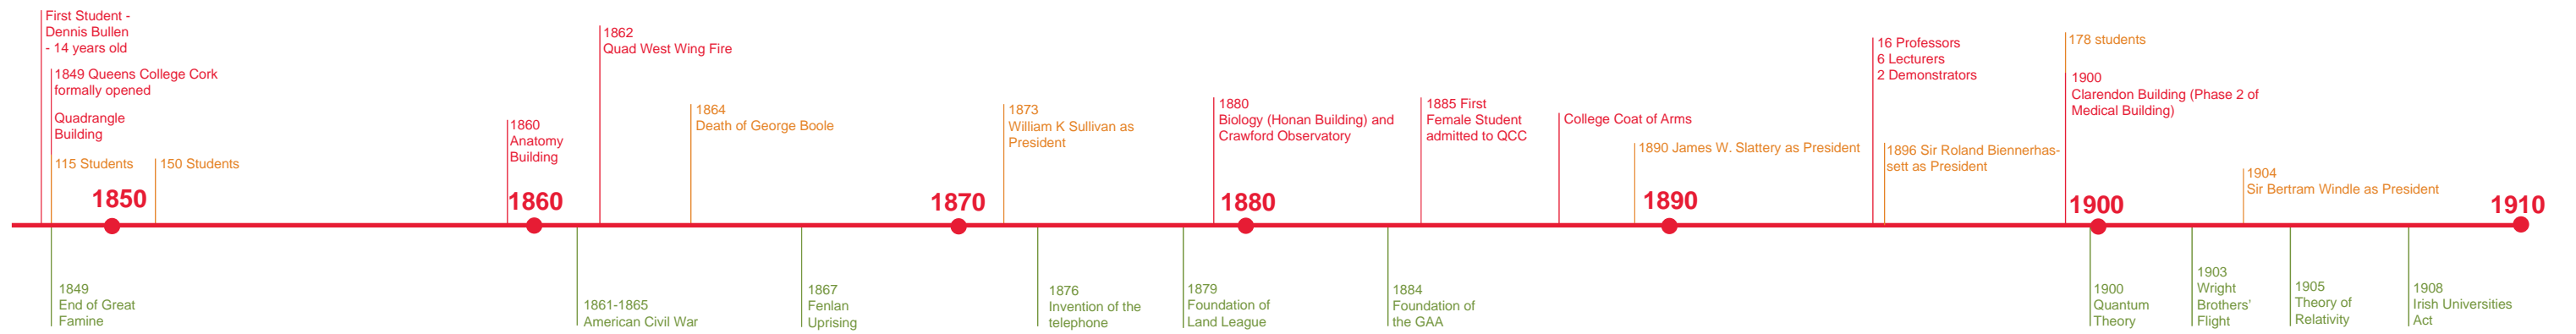 First Student -
Dennis Bullen
- 14 years old
1849 Queens College Cork
formally opened
Quadrangle
Building
115 Students
150 Students
1850
1860
Anatomy
Building
1860
1862
Quad West Wing Fire
1864
Death of George Boole
1870
1873
William K Sullivan as
President
1880
Biology (Honan Building) and
Crawford Observatory
1880
1885 First
Female Student
admitted to QCC
College Coat of Arms
1890 James W. Slattery as President
1890
16 Professors
6 Lecturers
2 Demonstrators
1896 Sir Roland Biennerhas-
sett as President
178 students
1900
Clarendon Building (Phase 2 of
Medical Building)
1900
1904
Sir Bertram Windle as President
1910
1849
End of Great
Famine
1861-1865
American Civil War
1867
Fenlan
Uprising
1876
Invention of the
telephone
1879
Foundation of
Land League
1884
Foundation of
the GAA
1900
Quantum
Theory
1903
Wright
Brothers'
Flight
1905
Theory of
Relativity
1908
Irish Universities
Act